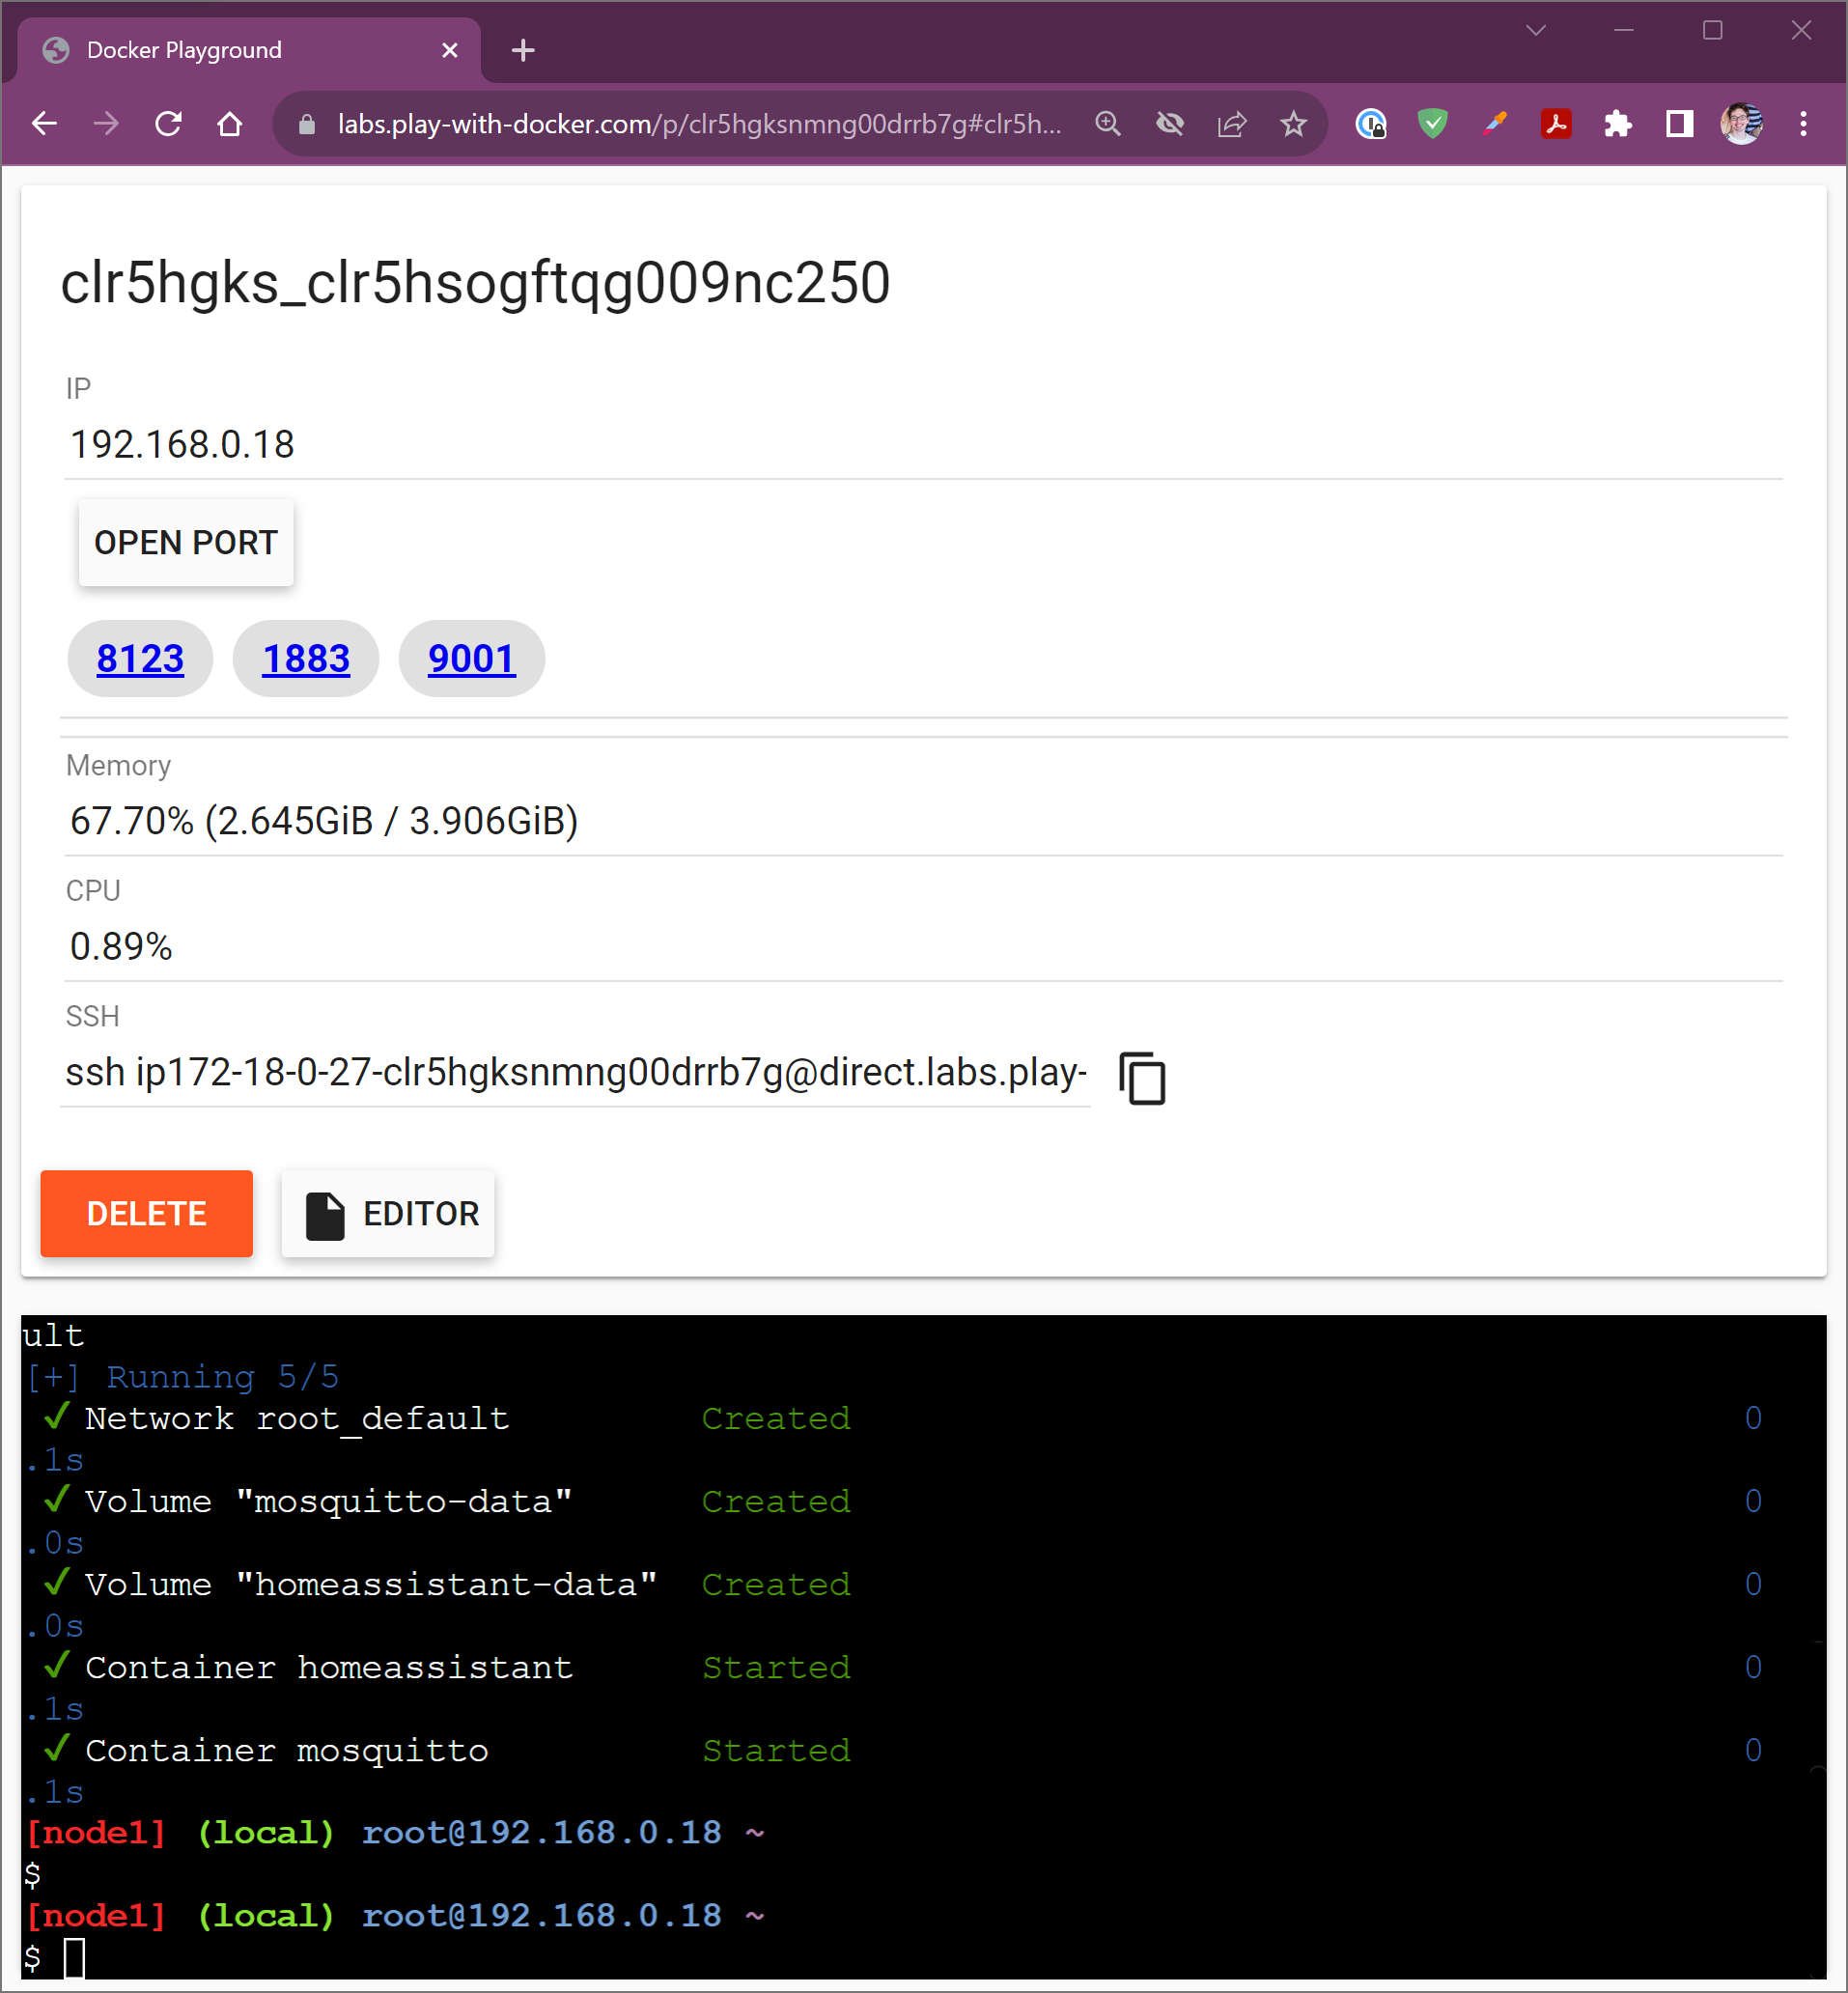 Docker Playground
labs.play-with-docker.com/p/clr5hgksnmng00drrb7g#clr5h...
clr5hgks_clr5hsogftqg009nc250
IP
192.168.0.18
OPEN PORT
8123 1883 9001
Memory
67.70% (2.645GiB / 3.906GiB)
CPU
0.89%
SSH
ssh ip172-18-0-27-clr5hgksnmng00drrb7g@direct.labs.play-
DELETE EDITOR
ult
[+] Running 5/5
✔ Network root_default Created 0
.1s
✔ Volume "mosquitto-data" Created 0
.0s
✔ Volume "homeassistant-data" Created 0
.0s
✔ Container homeassistant Started 0
.1s
✔ Container mosquitto Started 0
.1s
[node1] (local) root@192.168.0.18 ~
$
[node1] (local) root@192.168.0.18 ~
$